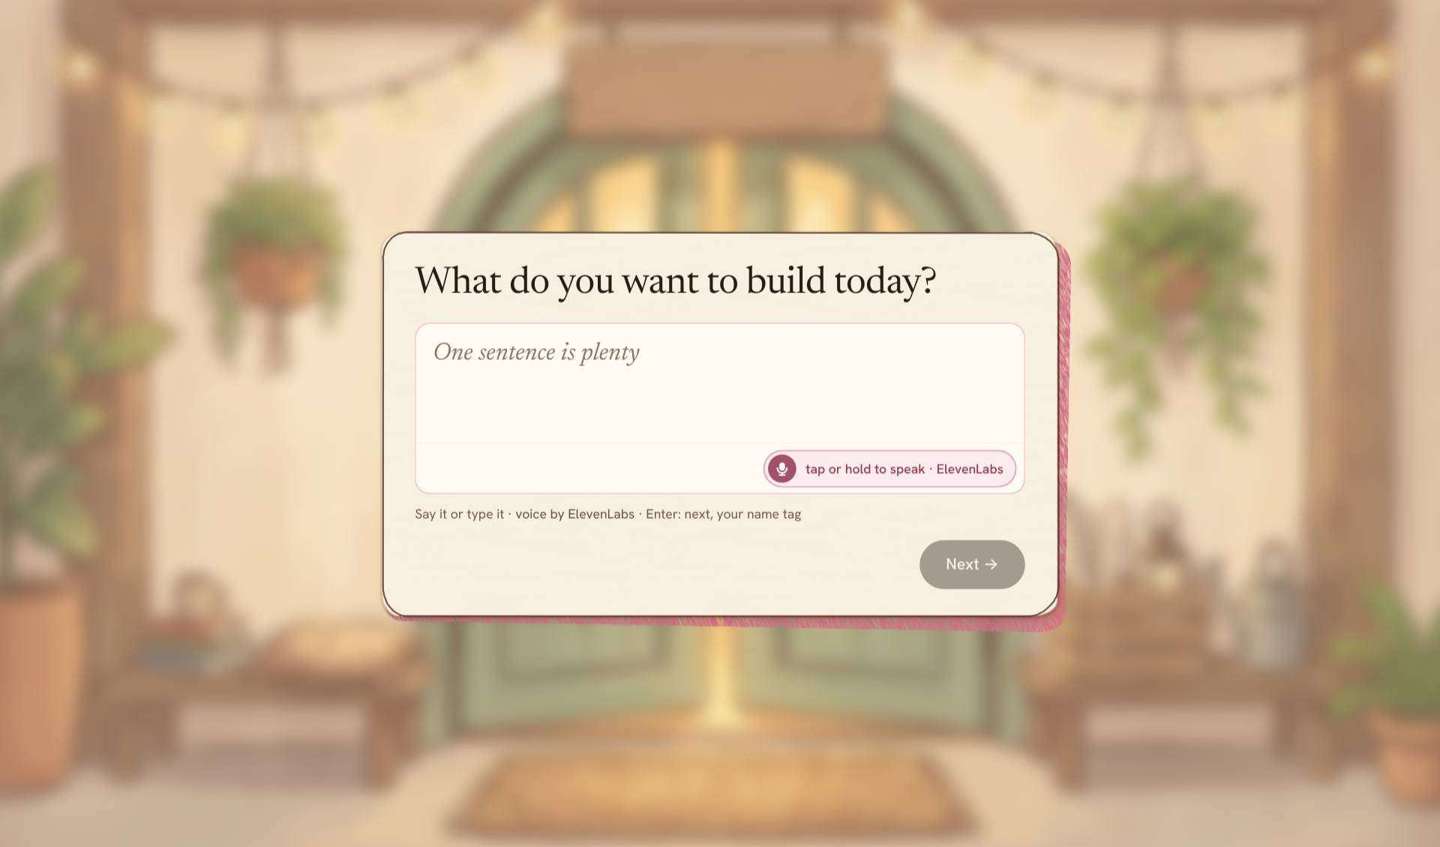 What do you want to build today?
One sentence is plenty
tap or hold to speak · ElevenLabs
Say it or type it · voice by ElevenLabs · Enter: next, your name tag
Next →